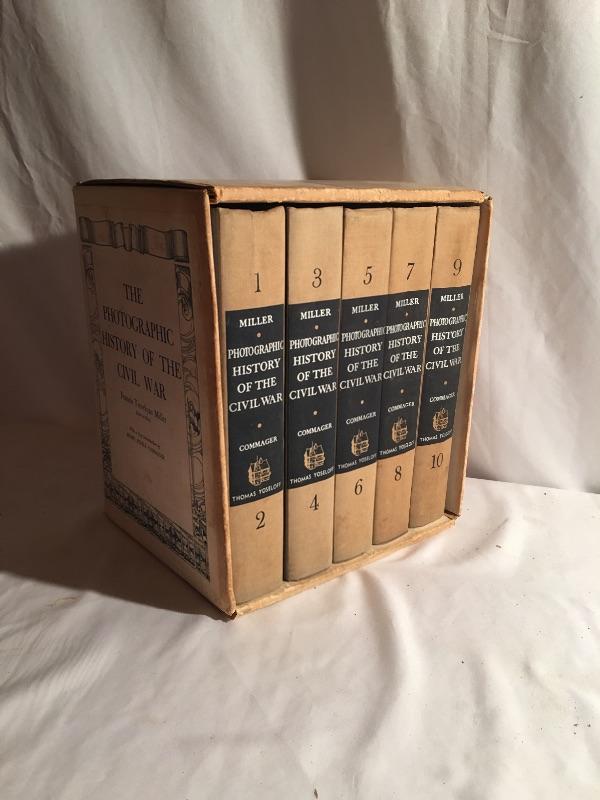 THE
PHOTOGRAPHIC
HISTORY OF THE
CIVIL WAR
Francis Trevelyan Miller
1
MILLER
PHOTOGRAPHIC
HISTORY
OF THE
CIVIL WAR
COMMAGER
THOMAS YOSELOFF
2
3
MILLER
PHOTOGRAPHIC
HISTORY
OF THE
CIVIL WAR
COMMAGER
THOMAS YOSELOFF
4
5
MILLER
PHOTOGRAPHIC
HISTORY
OF THE
CIVIL WAR
COMMAGER
THOMAS YOSELOFF
6
7
MILLER
PHOTOGRAPHIC
HISTORY
OF THE
CIVIL WAR
COMMAGER
THOMAS YOSELOFF
8
9
MILLER
PHOTOGRAPHIC
HISTORY
OF THE
CIVIL WAR
COMMAGER
THOMAS YOSELOFF
10